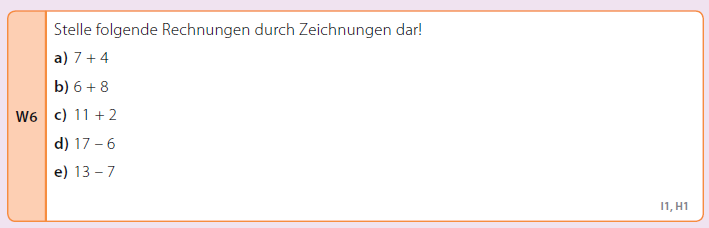 Stelle folgende Rechnungen durch Zeichnungen dar!
a) 7 + 4
b) 6 + 8
W6
c) 11 + 2
d) 17 – 6
e) 13 – 7
I1, H1